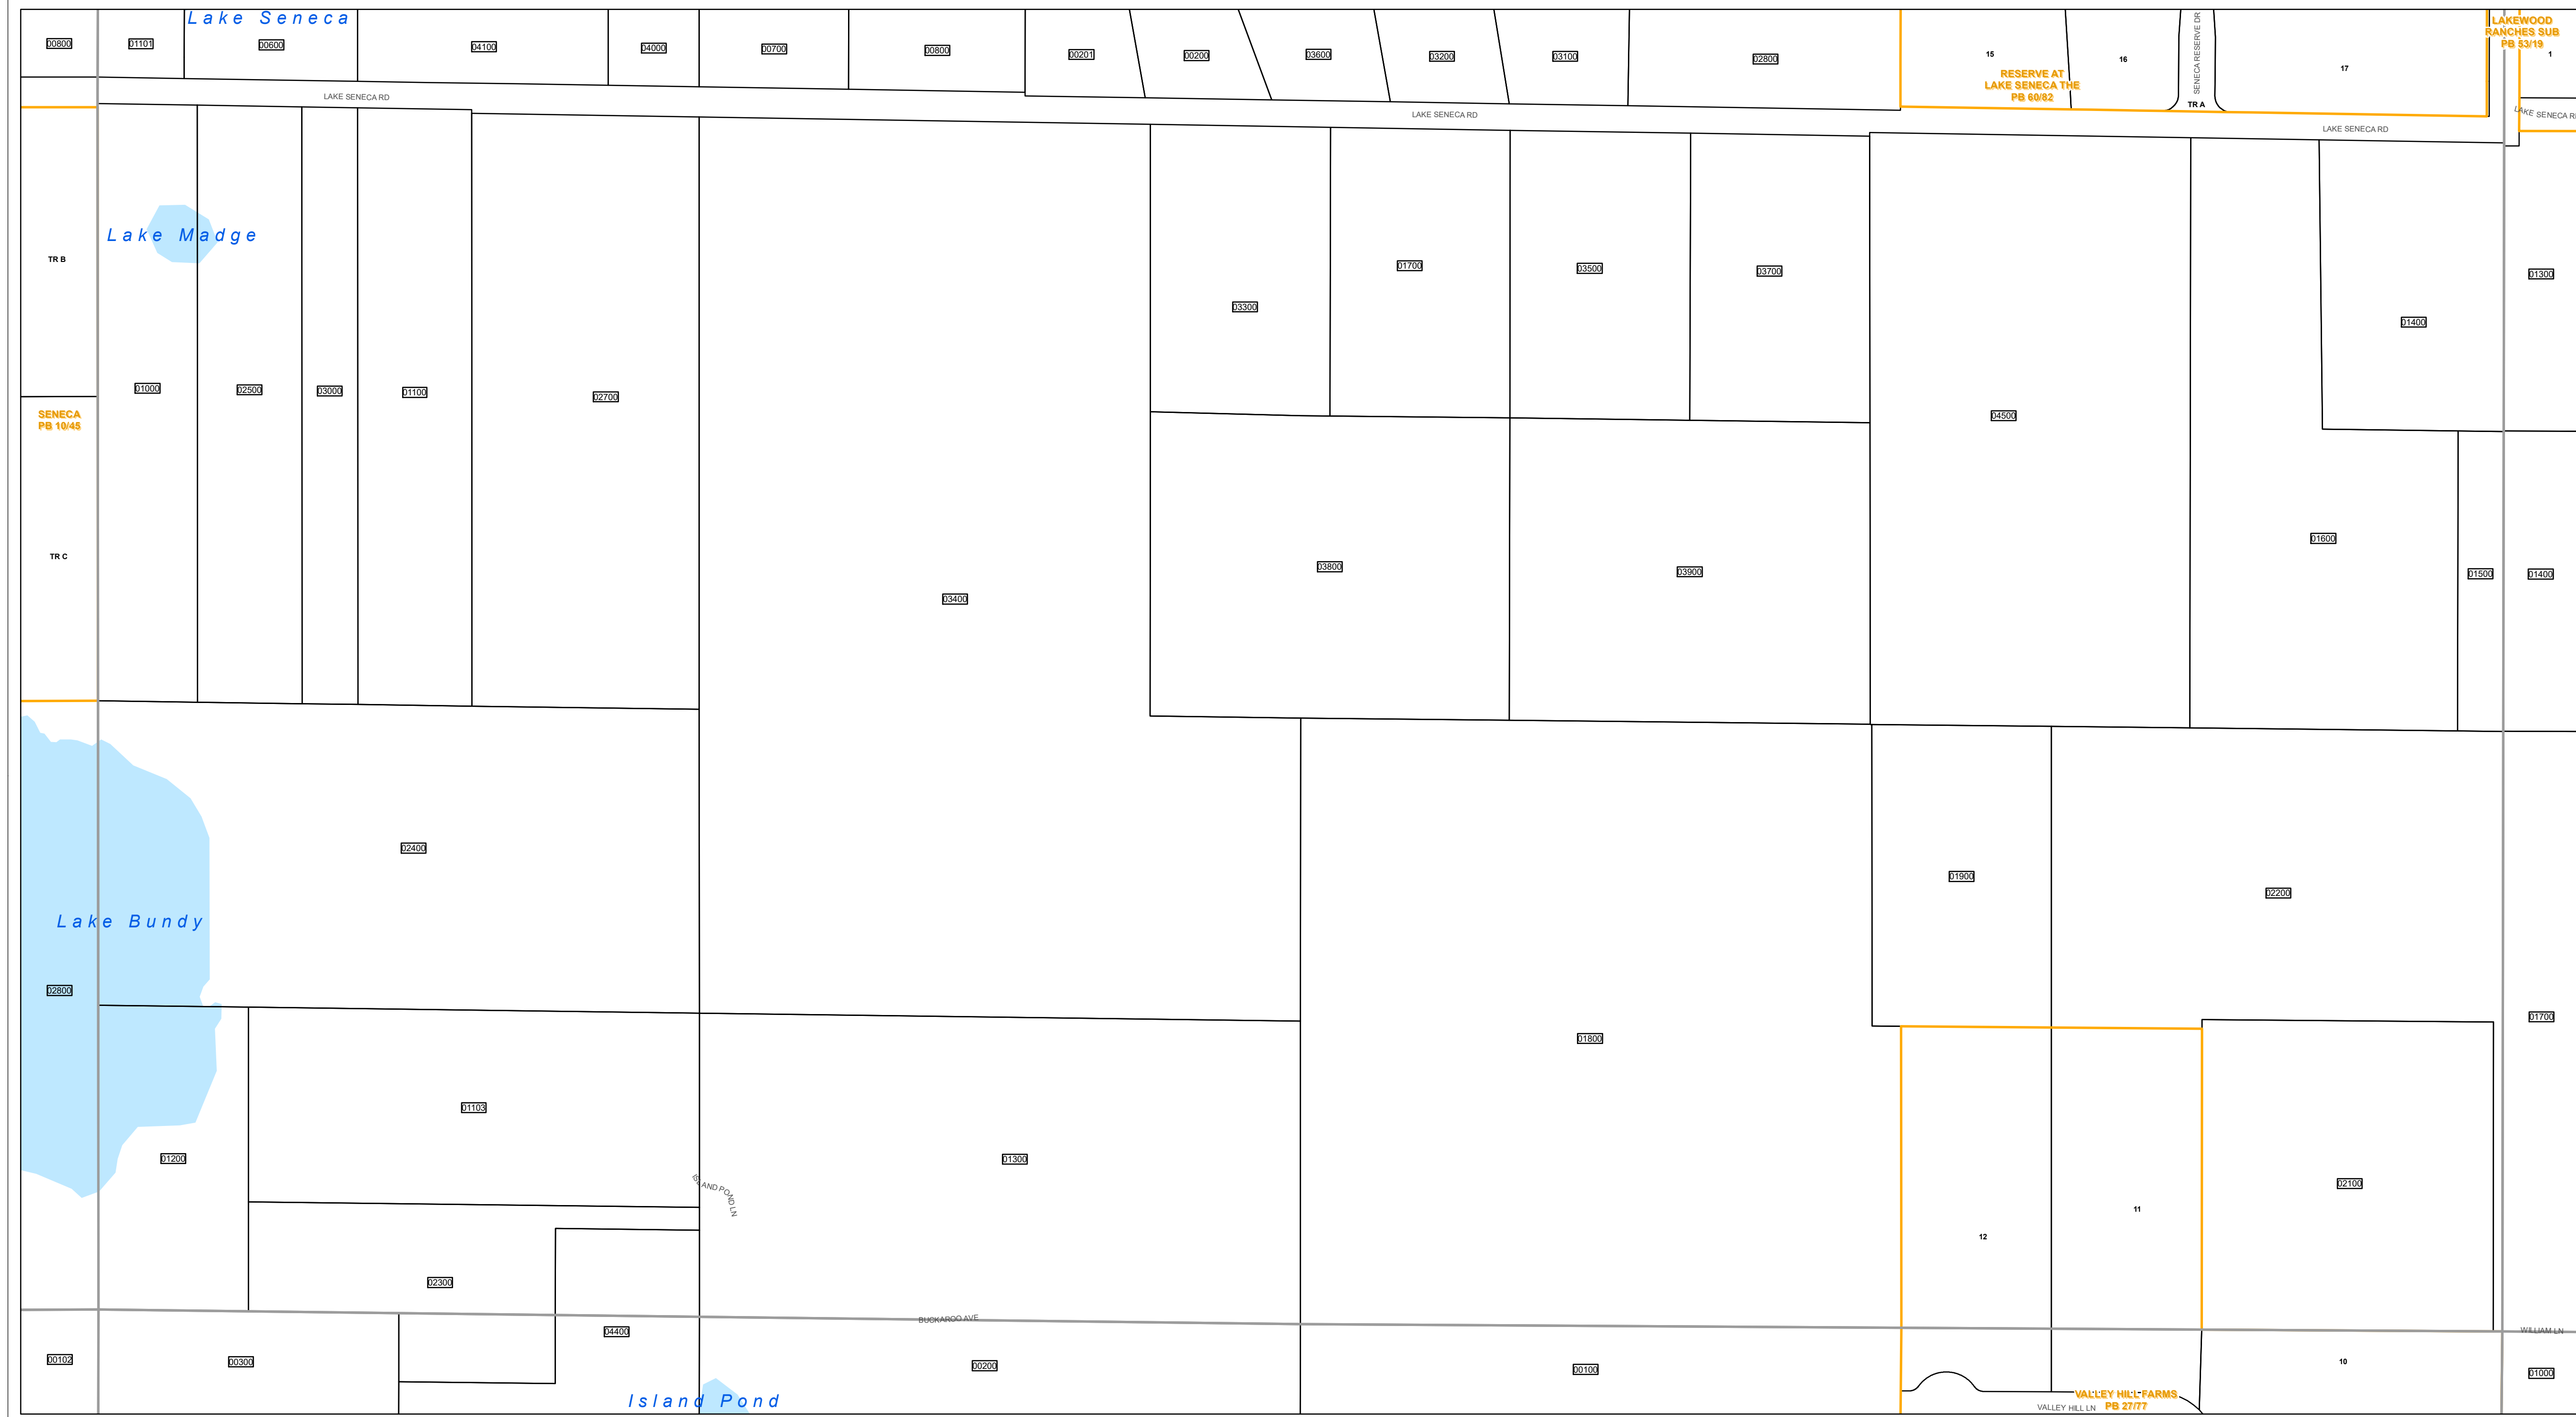 Lake Seneca
LAKEWOOD
RANCHES SUB
PB 53/19
00800
01101
00600
04100
04000
00700
00800
00201
00200
03600
03200
03100
02800
15
16
SENECA RESERVE DR
17
1
RESERVE AT
LAKE SENECA THE
PB 60/82
TR A
LAKE SENECA RD
LAKE SENECA RD
LAKE SENECA RD
LAKE SENECA RD
Lake Madge
TR B
01700
03500
03700
01300
03300
01400
01000
02500
03000
01100
02700
SENECA
PB 10/45
04500
TR C
03400
03800
03900
01600
01500
01400
02400
01900
02200
Lake Bundy
02800
01800
01700
01103
01200
01300
ISLAND POND LN
02100
11
12
02300
BUCKAROO AVE
04400
WILLIAM LN
00102
00300
00200
00100
10
01000
Island Pond
VALLEY HILL FARMS
PB 27/77
VALLEY HILL LN